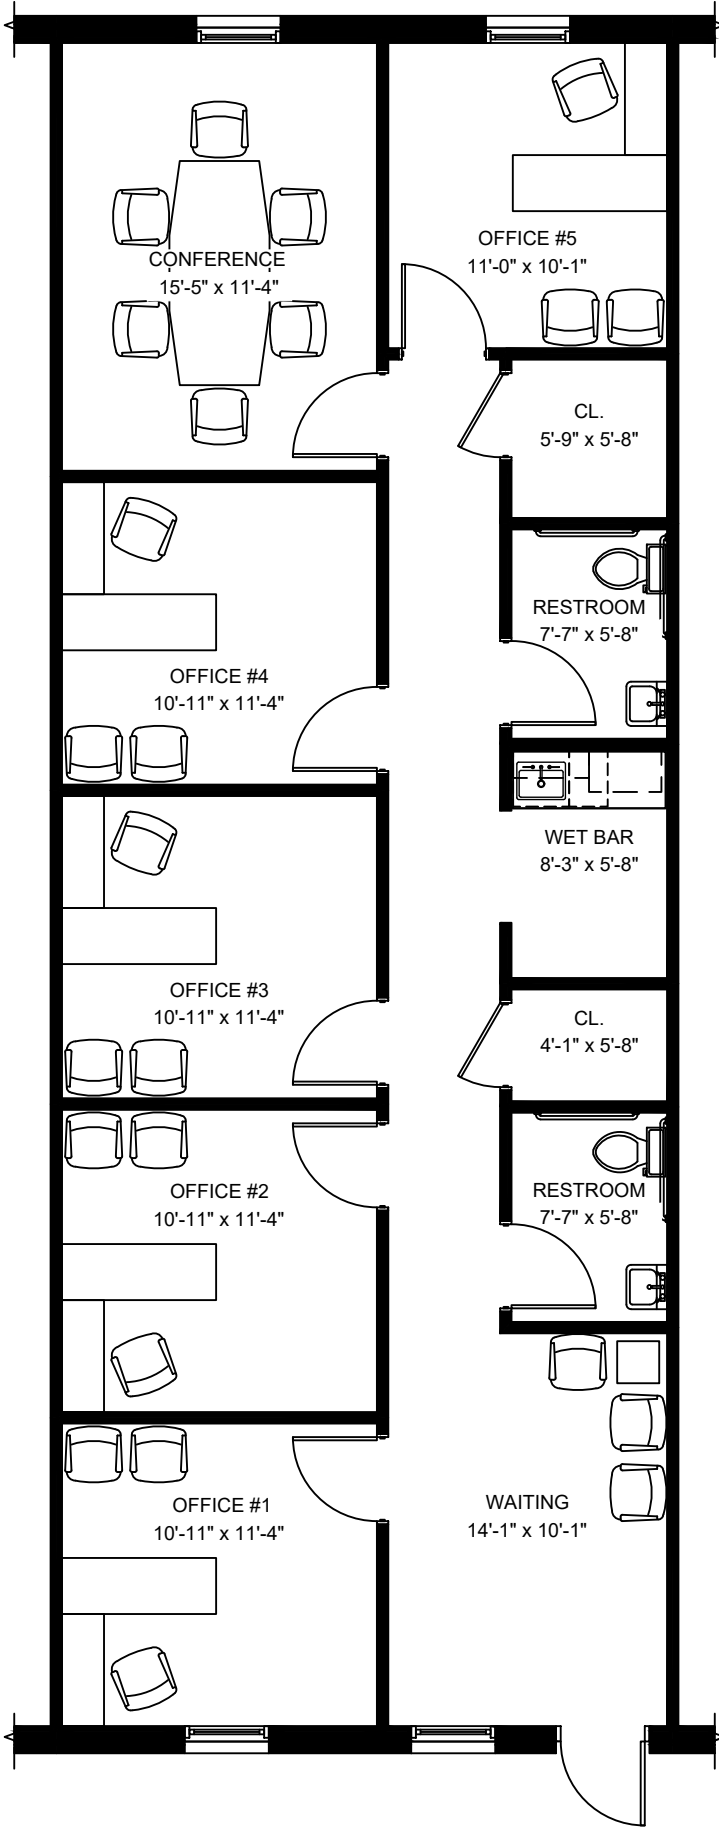 OFFICE #5
11'-0" x 10'-1"
CONFERENCE
15'-5" x 11'-4"
CL.
5'-9" x 5'-8"
RESTROOM
7'-7" x 5'-8"
OFFICE #4
10'-11" x 11'-4"
WET BAR
8'-3" x 5'-8"
OFFICE #3
10'-11" x 11'-4"
CL.
4'-1" x 5'-8"
RESTROOM
7'-7" x 5'-8"
OFFICE #2
10'-11" x 11'-4"
WAITING
14'-1" x 10'-1"
OFFICE #1
10'-11" x 11'-4"